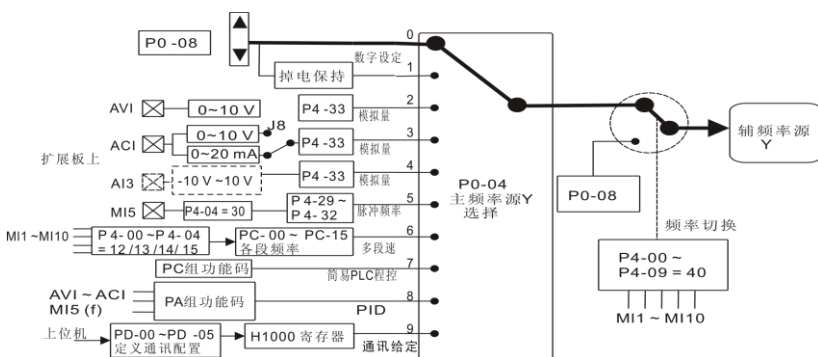 P0-08
0
数字设定
掉电保持
1
AVI
0~10 V
P4-33
2
模拟量
扩展板上
ACI
0~10 V
J8
0~20 mA
P4-33
3
模拟量
AI3
-10 V ~10 V
P4-33
4
模拟量
MI5
P4-04 = 30
P 4-29 ~
P 4- 32
5
脉冲频率
MI1 ~MI10
P 4- 00~ P 4-04
= 12 /13 /14/ 15
PC- 00~ PC-15
各段频率
6
多段速
PC组功能码
7
简易PLC程控
AVI ~ ACI
MI5 (f)
PA组功能码
8
PID
上位机
PD-00 ~PD -05
定义通讯配置
H1000 寄存器
9
通讯给定
P0-04
主频率源Y
选择
P0-08
辅频率源
Y
频率切换
P4-00 ~
P4-09 = 40
MI1 ~ MI10